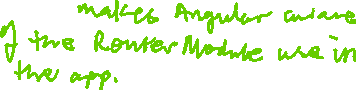 makes Angular aware
of the RouterModule use in
the app.